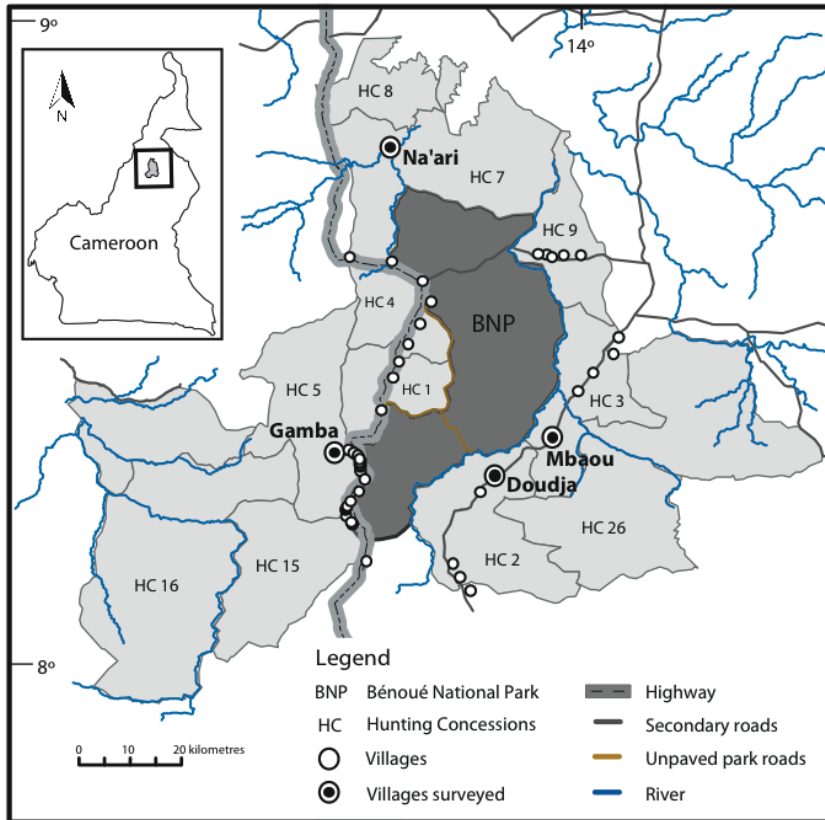 9º
14º
N
Cameroon
HC 8
Na'ari
HC 7
HC 9
HC 4
BNP
HC 5
HC 1
HC 3
Gamba
Mbaou
Doudja
HC 26
HC 15
HC 2
HC 16
8º
Legend
BNP Bénoué National Park
HC Hunting Concessions
Villages
Villages surveyed
Highway
Secondary roads
Unpaved park roads
River
0 10 20 kilometres